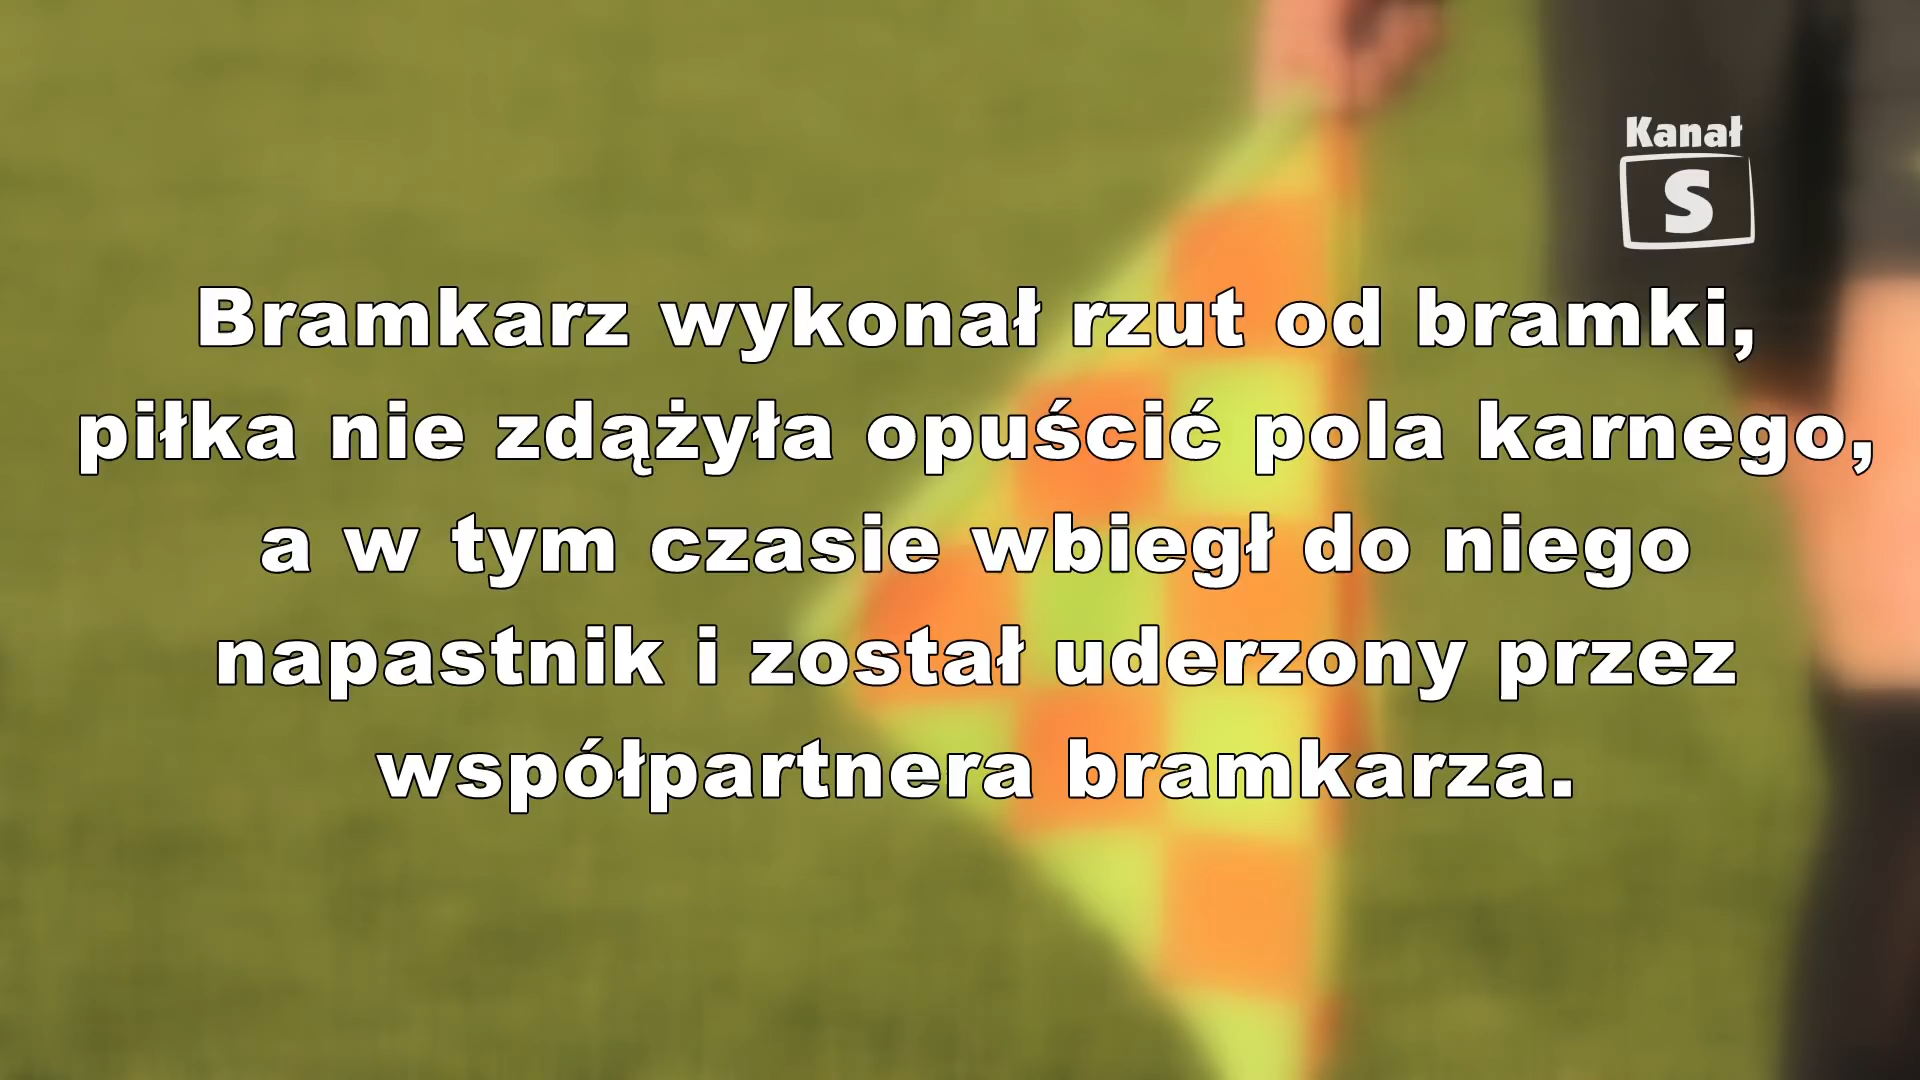 Kanał
S
Bramkarz wykonał rzut od bramki,
piłka nie zdążyła opuścić pola karnego,
a w tym czasie wbiegł do niego
napastnik i został uderzony przez
współpartnera bramkarza.